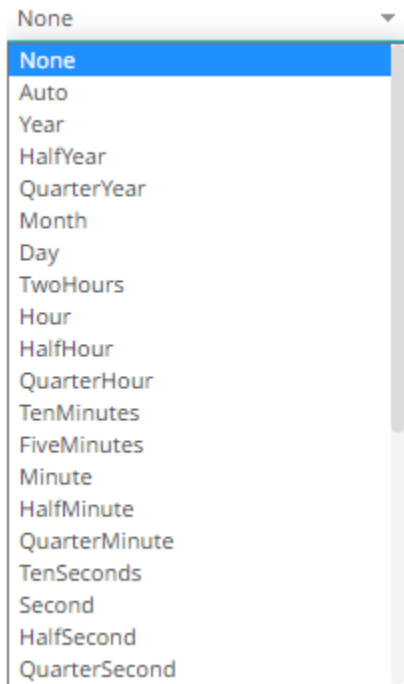 None
None
Auto
Year
HalfYear
QuarterYear
Month
Day
TwoHours
Hour
HalfHour
QuarterHour
TenMinutes
FiveMinutes
Minute
HalfMinute
QuarterMinute
TenSeconds
Second
HalfSecond
QuarterSecond